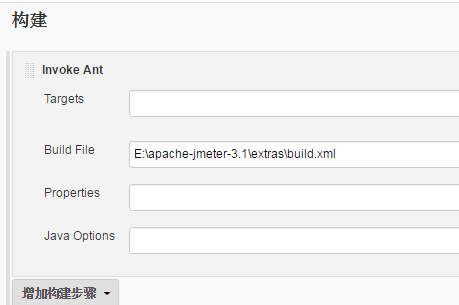 构建
Invoke Ant
Targets
Build File E:\apache-jmeter-3.1\extras\build.xml
Properties
Java Options
增加构建步骤